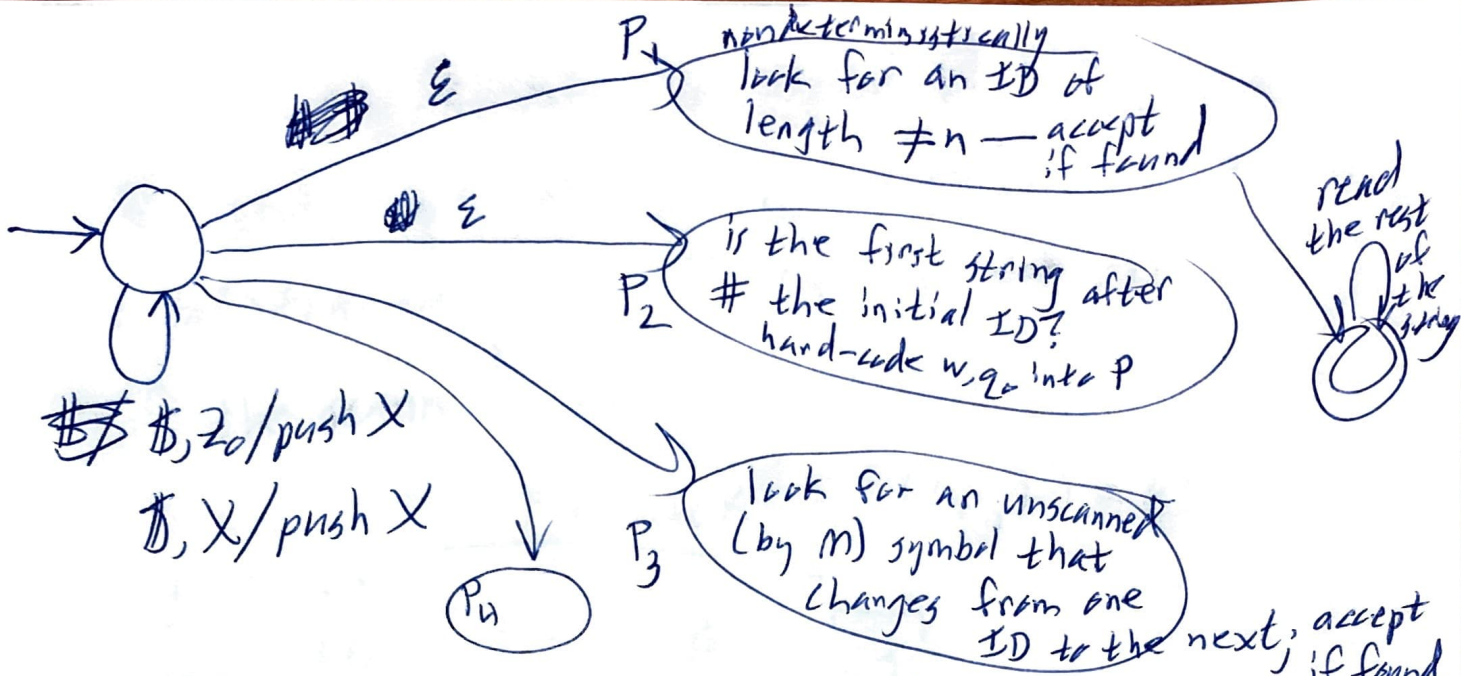 P1
nondeterminisstically
look for an ID of
length ≠n — accept
if found
ε
ε
P2
is the first string after
# the initial ID?
hard-code w,q0 into P
read
the rest
of
the
string
$,Z0/push X
$,X/push X
P4
P3
look for an unscanned
(by M) symbol that
changes from one
ID to the next; accept
if found